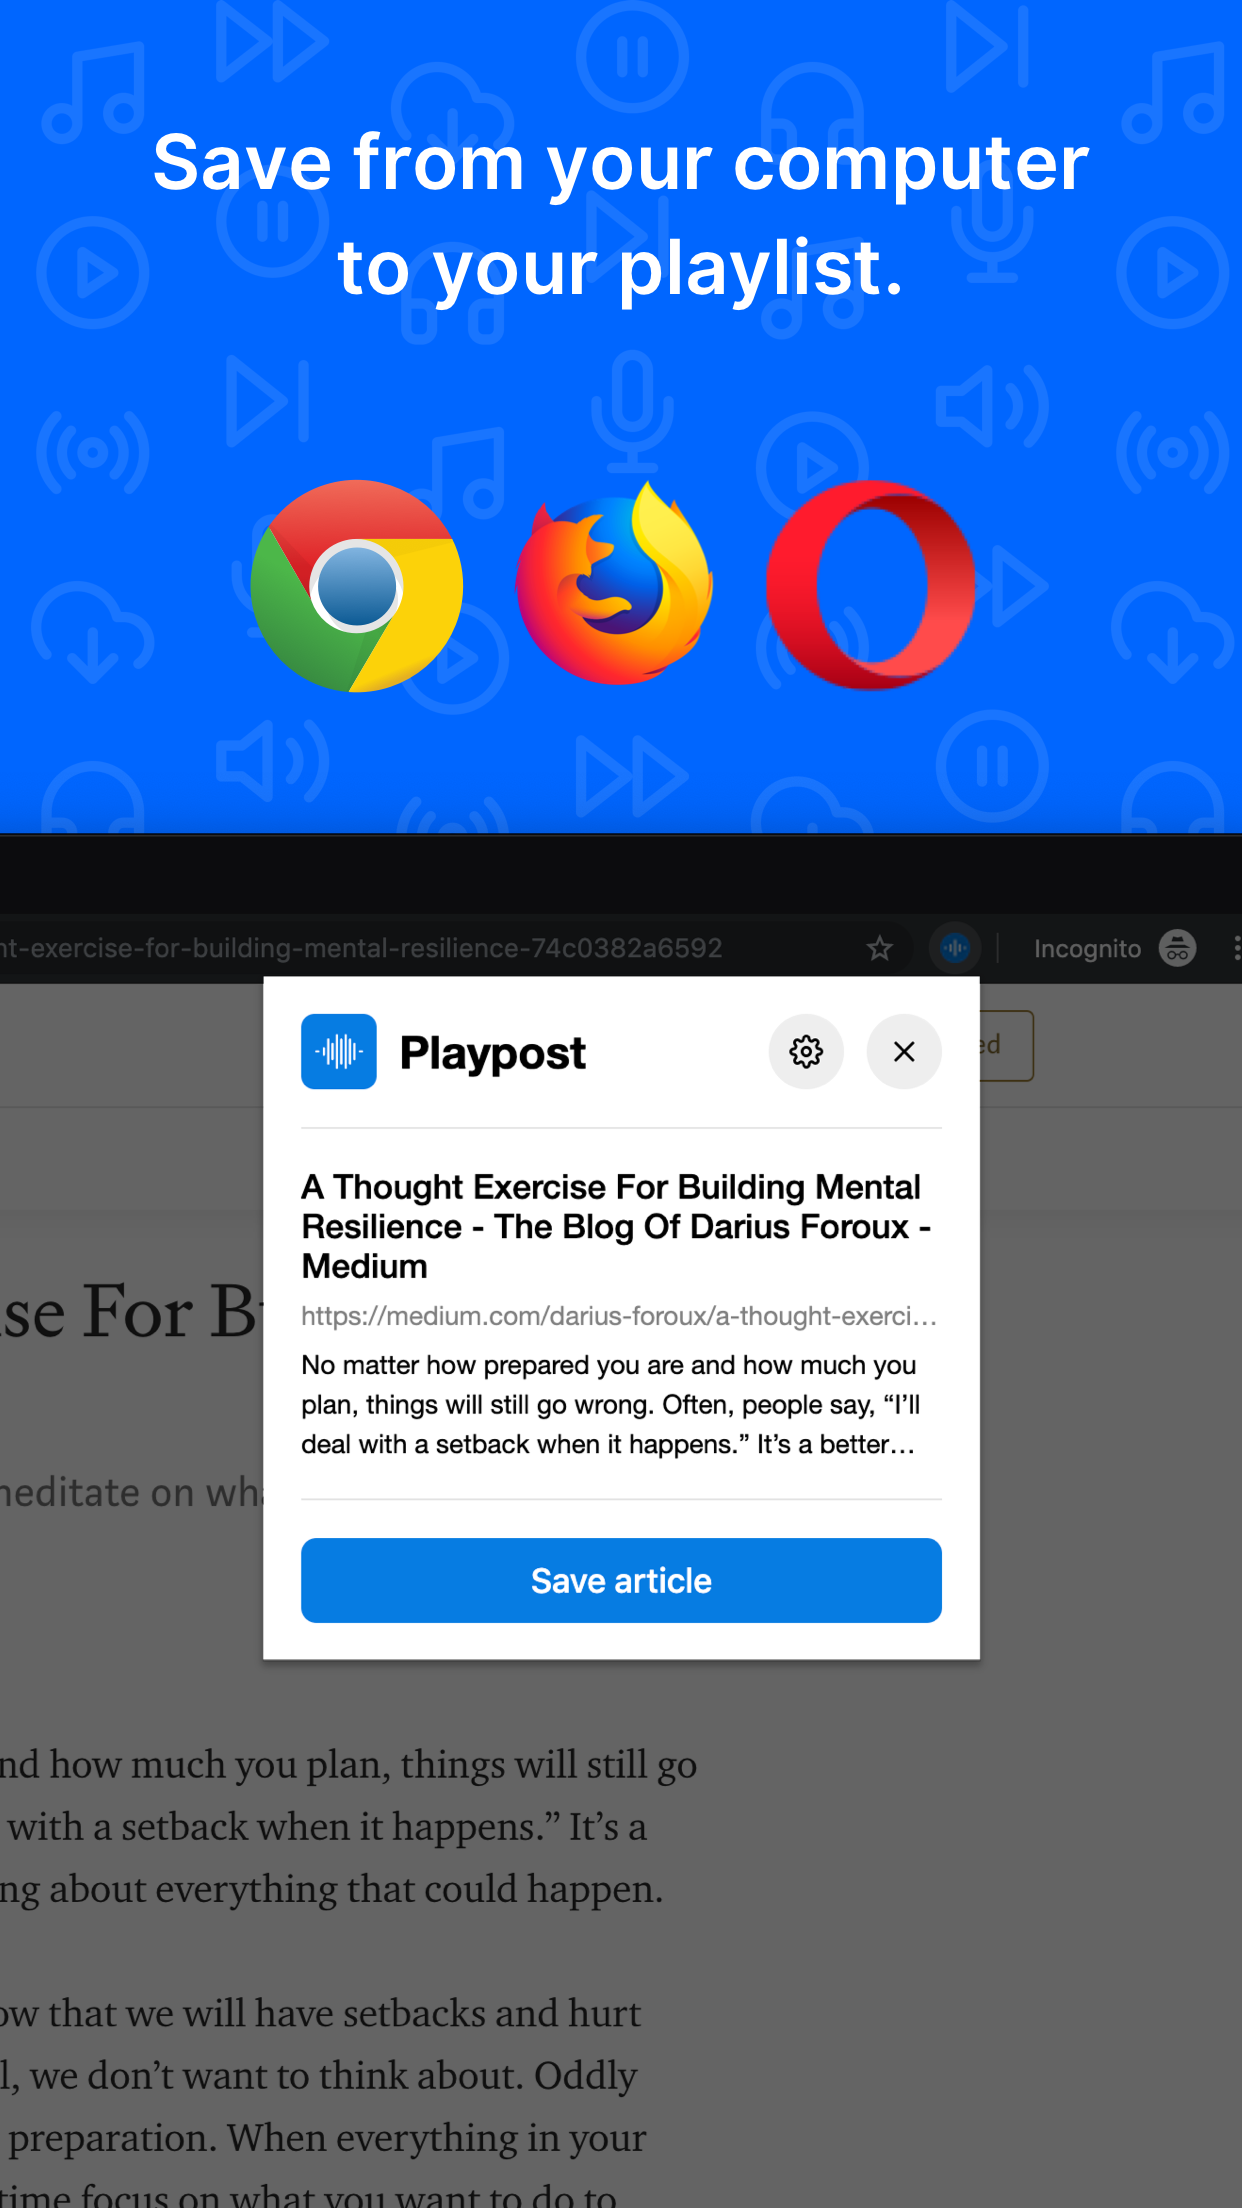 Save from your computer
to your playlist.
nt-exercise-for-building-mental-resilience-74c0382a6592
Incognito
Playpost
ed
A Thought Exercise For Building Mental
Resilience - The Blog Of Darius Foroux -
Medium
https://medium.com/darius-foroux/a-thought-exerci...
No matter how prepared you are and how much you
plan, things will still go wrong. Often, people say, “I’ll
deal with a setback when it happens.” It’s a better...
se For B
neditate on wha
Save article
nd how much you plan, things will still go
with a setback when it happens.” It’s a
ng about everything that could happen.
ow that we will have setbacks and hurt
l, we don’t want to think about. Oddly
preparation. When everything in your
time focus on what you want to do to